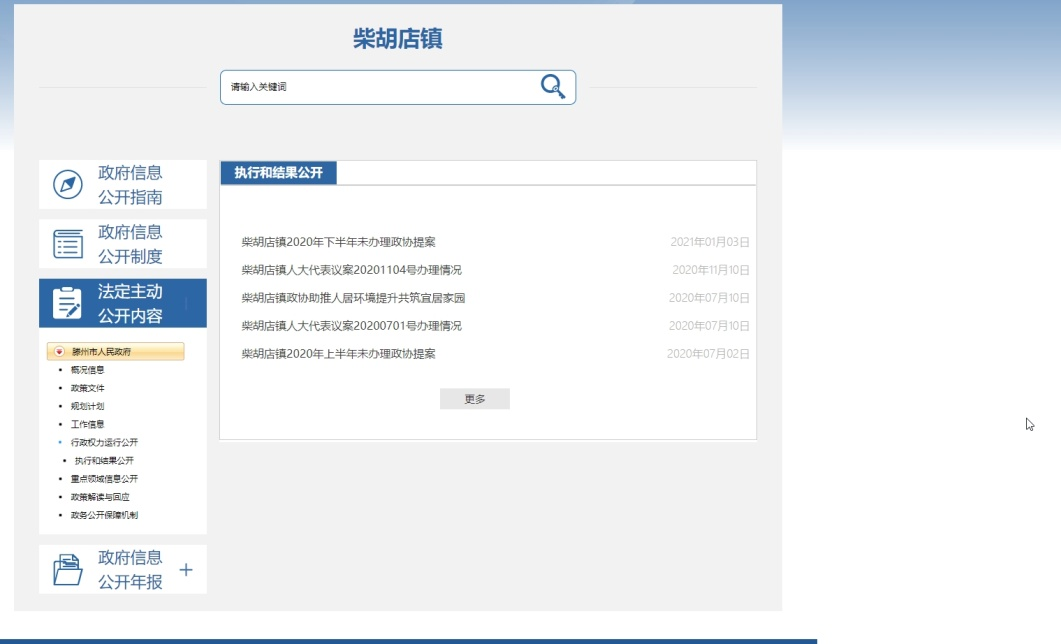 柴胡店镇
请输入关键词
政府信息
公开指南
政府信息
公开制度
法定主动
公开内容
滕州市人民政府
概况信息
政策文件
规划计划
工作信息
行政权力运行公开
执行和结果公开
重点领域信息公开
政策解读与回应
政务公开保障机制
政府信息
公开年报
执行和结果公开
柴胡店镇2020年下半年未办理政协提案 2021年01月03日
柴胡店镇人大代表议案20201104号办理情况 2020年11月10日
柴胡店镇政协助推人居环境提升共筑宜居家园 2020年07月10日
柴胡店镇人大代表议案20200701号办理情况 2020年07月10日
柴胡店镇2020年上半年未办理政协提案 2020年07月02日
更多